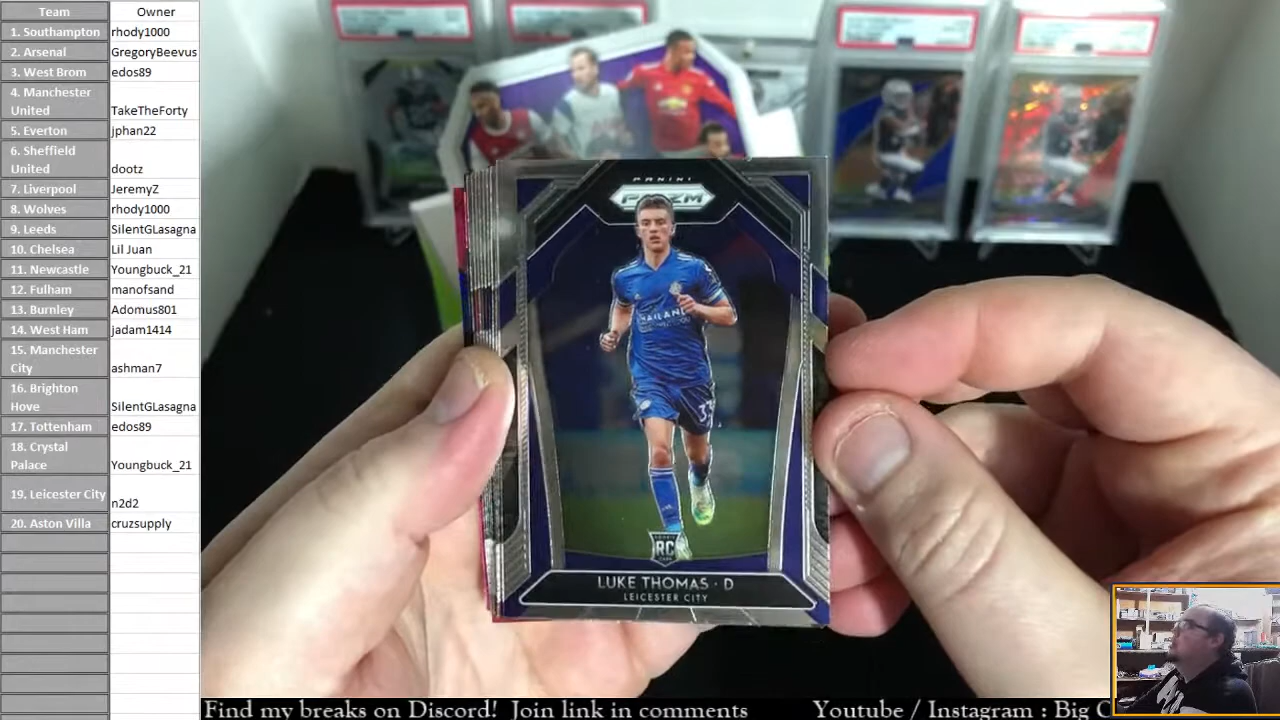 Team Owner
1. Southampton rhody1000
2. Arsenal GregoryBeevus
3. West Brom edos89
4. Manchester
United TakeTheForty
5. Everton jphan22
6. Sheffield
United dootz
7. Liverpool JeremyZ
8. Wolves rhody1000
9. Leeds SilentGLasagna
10. Chelsea Lil Juan
11. Newcastle Youngbuck_21
12. Fulham manofsand
13. Burnley Adomus801
14. West Ham jadam1414
15. Manchester
City ashman7
16. Brighton
Hove SilentGLasagna
17. Tottenham edos89
18. Crystal
Palace Youngbuck_21
19. Leicester City n2d2
20. Aston Villa cruzsupply
PANINI
PRIZM
THAILAND
33
ROOKIE
RC
LUKE THOMAS · D
LEICESTER CITY
Find my breaks on Discord! Join link in comments Youtube / Instagram : Big C